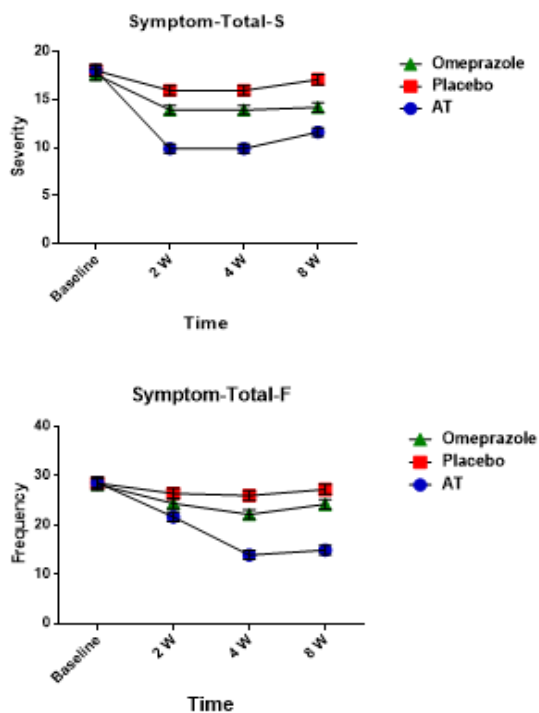 Symptom-Total-S
20
15
10
5
0
Severity
Baseline
2 W
4 W
8 W
Time
Omeprazole
Placebo
AT
Symptom-Total-F
40
30
20
10
0
Frequency
Baseline
2 W
4 W
8 W
Time
Omeprazole
Placebo
AT